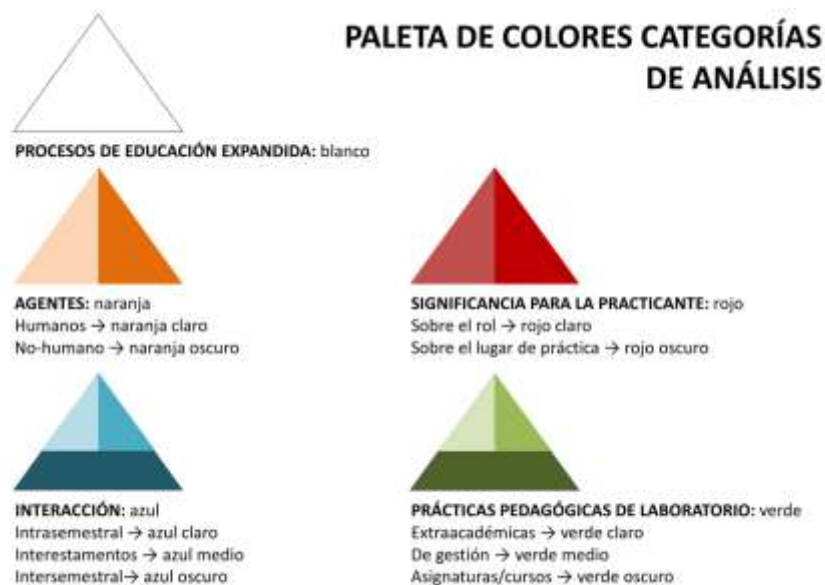 PALETA DE COLORES CATEGORÍAS
DE ANÁLISIS
PROCESOS DE EDUCACIÓN EXPANDIDA: blanco
AGENTES: naranja
Humanos → naranja claro
No-humano → naranja oscuro
SIGNIFICANCIA PARA LA PRACTICANTE: rojo
Sobre el rol → rojo claro
Sobre el lugar de práctica → rojo oscuro
INTERACCIÓN: azul
Intrasemestral → azul claro
Interestamentos → azul medio
Intersemestral→ azul oscuro
PRÁCTICAS PEDAGÓGICAS DE LABORATORIO: verde
Extraacadémicas → verde claro
De gestión → verde medio
Asignaturas/cursos → verde oscuro